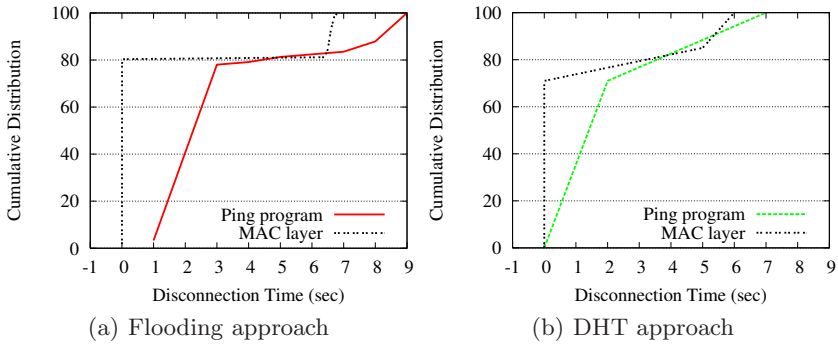 100
80
60
40
20
0
Cumulative Distribution
Ping program
MAC layer
-1 0 1 2 3 4 5 6 7 8 9
Disconnection Time (sec)
(a) Flooding approach
100
80
60
40
20
0
Cumulative Distribution
Ping program
MAC layer
-1 0 1 2 3 4 5 6 7 8 9
Disconnection Time (sec)
(b) DHT approach